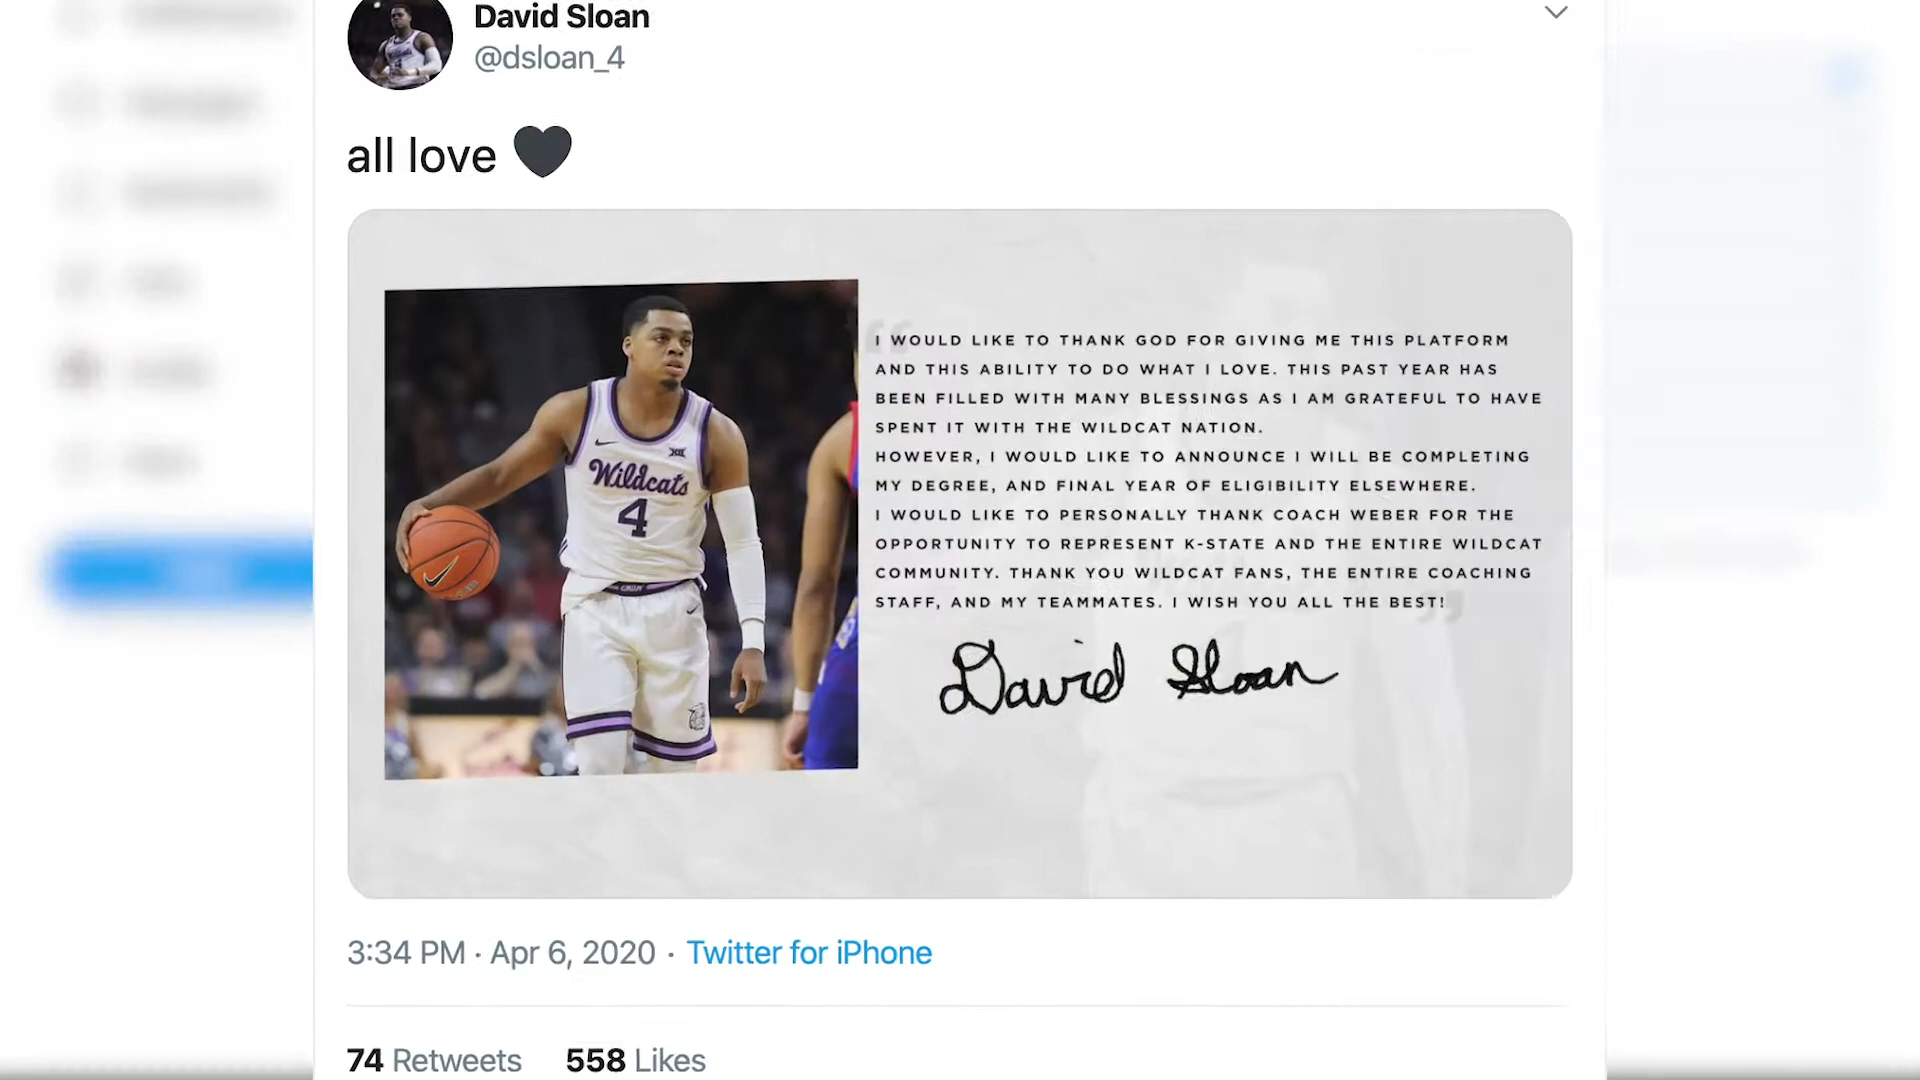 David Sloan
@dsloan_4
all love 🖤
Wildcats
4
I WOULD LIKE TO THANK GOD FOR GIVING ME THIS PLATFORM
AND THIS ABILITY TO DO WHAT I LOVE. THIS PAST YEAR HAS
BEEN FILLED WITH MANY BLESSINGS AS I AM GRATEFUL TO HAVE
SPENT IT WITH THE WILDCAT NATION.
HOWEVER, I WOULD LIKE TO ANNOUNCE I WILL BE COMPLETING
MY DEGREE, AND FINAL YEAR OF ELIGIBILITY ELSEWHERE.
I WOULD LIKE TO PERSONALLY THANK COACH WEBER FOR THE
OPPORTUNITY TO REPRESENT K-STATE AND THE ENTIRE WILDCAT
COMMUNITY. THANK YOU WILDCAT FANS, THE ENTIRE COACHING
STAFF, AND MY TEAMMATES. I WISH YOU ALL THE BEST!
David Sloan
3:34 PM · Apr 6, 2020 · Twitter for iPhone
74 Retweets 558 Likes